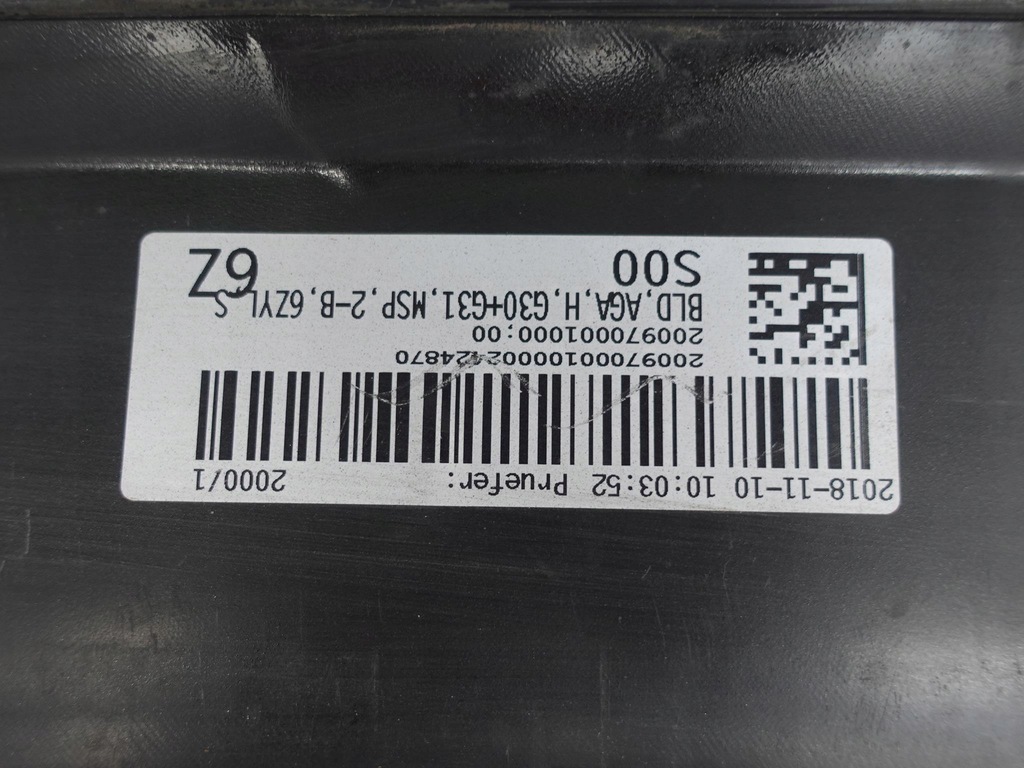 2018-11-10 10:03:52 Pruefer: 2000/1
20097000100002424870
200970001000;00
BLD,AGA,H,G30+G31,MSP,2-B,6ZYL,S
S00 6Z